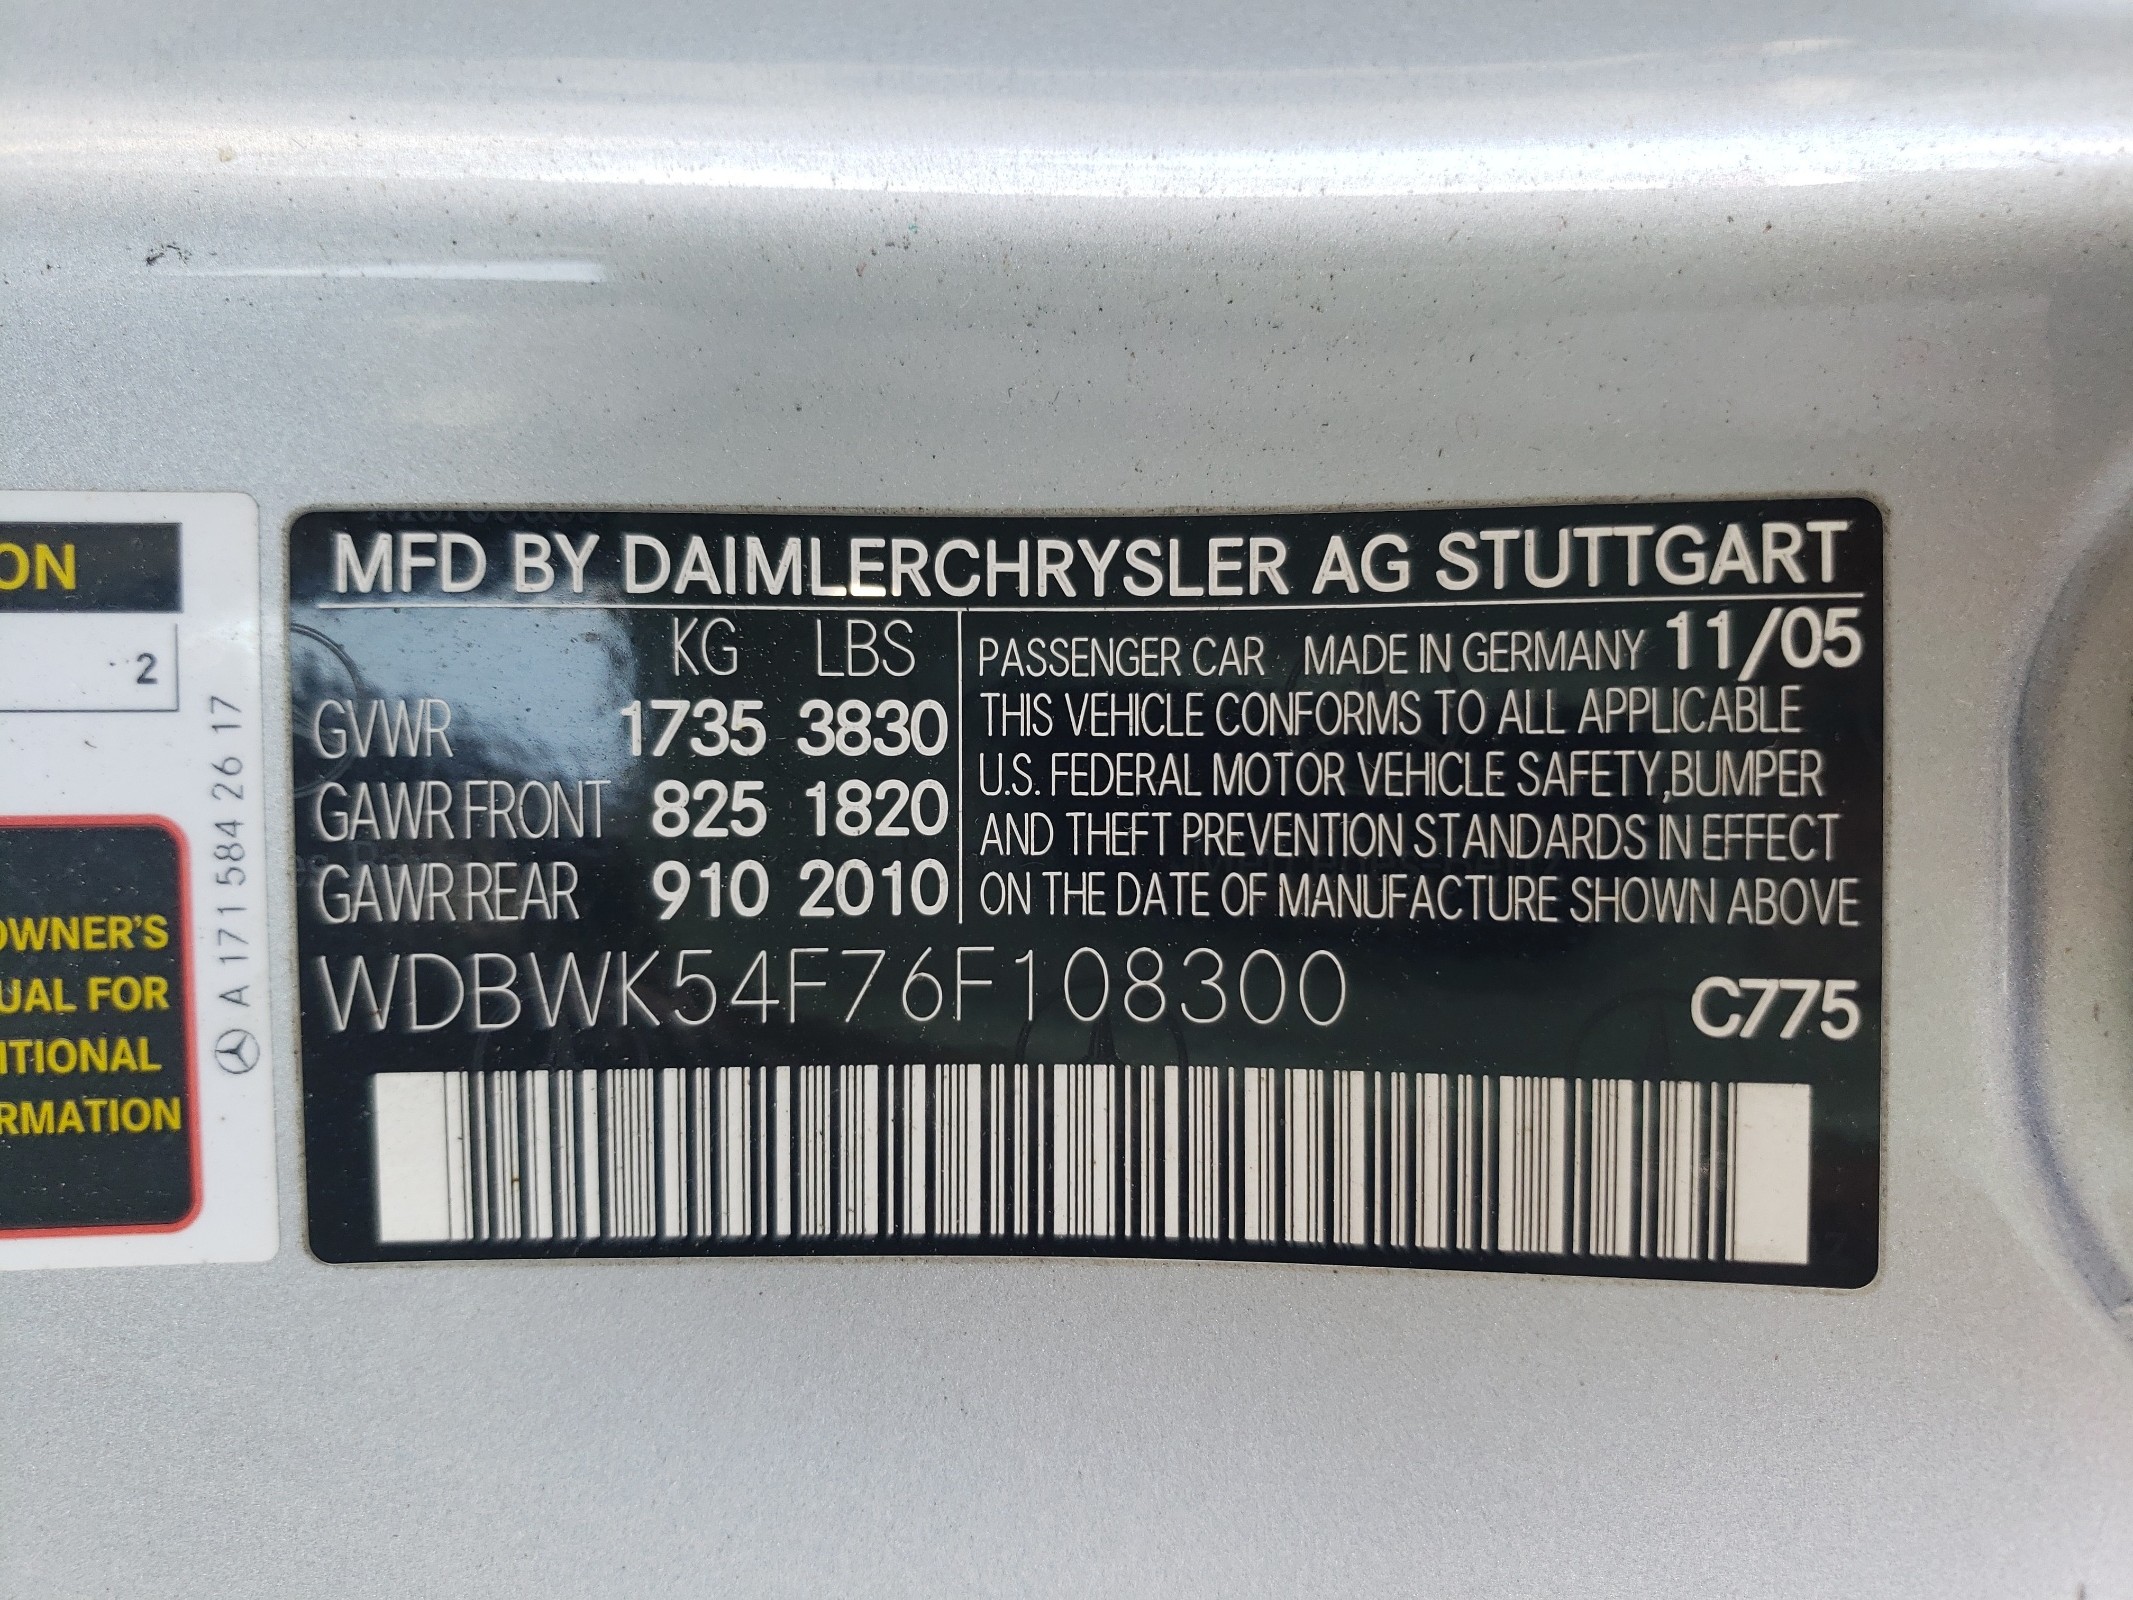 ON
2
OWNER'S
UAL FOR
ITIONAL
RMATION
A 171 584 26 17
MFD BY DAIMLERCHRYSLER AG STUTTGART
KG LBS
GVWR 1735 3830
GAWR FRONT 825 1820
GAWR REAR 910 2010
PASSENGER CAR MADE IN GERMANY 11/05
THIS VEHICLE CONFORMS TO ALL APPLICABLE
U.S. FEDERAL MOTOR VEHICLE SAFETY,BUMPER
AND THEFT PREVENTION STANDARDS IN EFFECT
ON THE DATE OF MANUFACTURE SHOWN ABOVE
WDBWK54F76F108300
C775